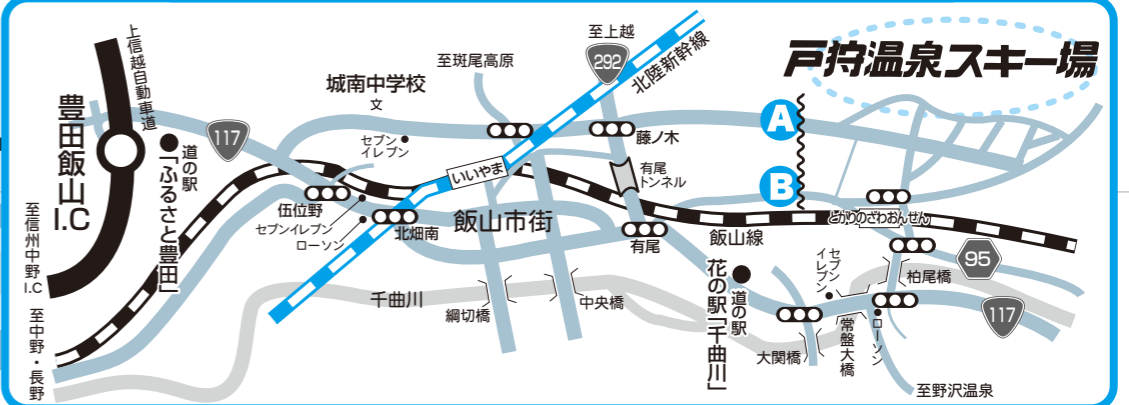 上信越自動車道
豊田飯山
I.C
至信州中野I.C
至中野・長野
道の駅
「ふるさと豊田」
117
城南中学校
文
セブン
イレブン
伍位野
セブンイレブン
ローソン
北畑南
いいやま
至斑尾高原
至上越
292
北陸新幹線
藤ノ木
有尾
トンネル
飯山市街
有尾
千曲川
綱切橋
中央橋
戸狩温泉スキー場
A
B
飯山線
とがりのざわおんせん
道の駅
花の駅「千曲川」
セブン
イレブン
柏尾橋
95
117
大関橋
常盤大橋
ローソン
至野沢温泉